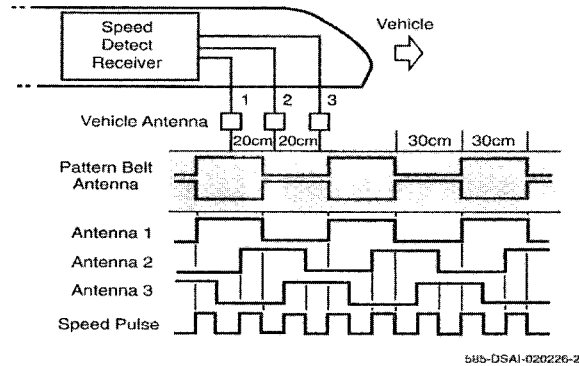 Speed
Detect
Receiver
Vehicle
1 2 3
Vehicle Antenna
20cm 20cm 30cm 30cm
Pattern Belt
Antenna
Antenna 1
Antenna 2
Antenna 3
Speed Pulse
585-DSAI-020226-2